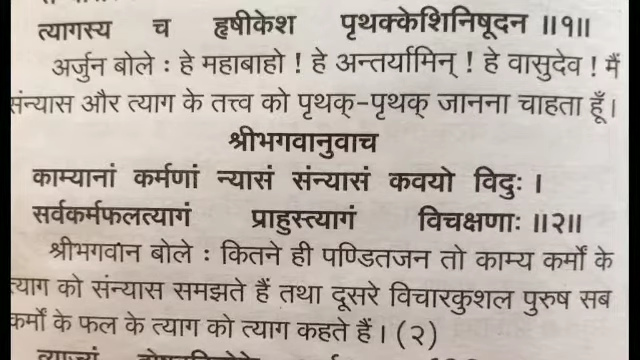 त्यागस्य च हृषीकेश पृथक्केशिनिषूदन ॥१॥
अर्जुन बोले : हे महाबाहो ! हे अन्तर्यामिन् ! हे वासुदेव ! मैं
संन्यास और त्याग के तत्त्व को पृथक्-पृथक् जानना चाहता हूँ ।
श्रीभगवानुवाच
काम्यानां कर्मणां न्यासं संन्यासं कवयो विदुः ।
सर्वकर्मफलत्यागं प्राहुस्त्यागं विचक्षणाः ॥२॥
श्रीभगवान बोले : कितने ही पण्डितजन तो काम्य कर्मों के
त्याग को संन्यास समझते हैं तथा दूसरे विचारकुशल पुरुष सब
कर्मों के फल के त्याग को त्याग कहते हैं । (२)